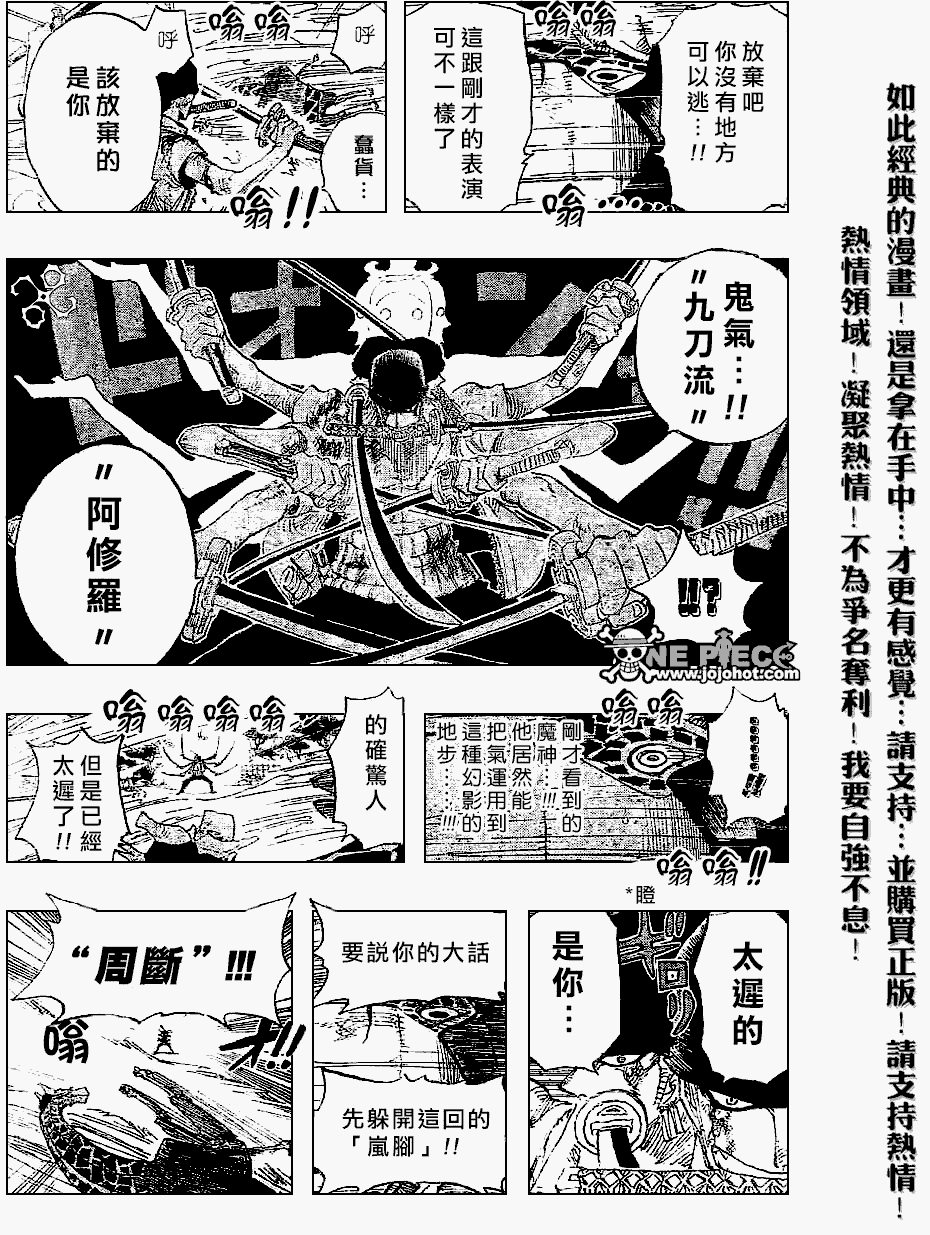 放棄吧
你沒有地方
可以逃…!!
這跟剛才的表演
可不一樣了
嗡嗡
嗡
呼
呼
嗡嗡
蠢貨…
該放棄的
是你
嗡!!
鬼氣…!!
〃九刀流〃
〃阿修羅〃
!!?
ONE PIECE
www.jojohot.com
嗡嗡
剛才看到的
魔神…!!!
他居然能
把氣運用到
這種幻影的
地步……!!
嗡嗡!!
嗡嗡嗡嗡
的確驚人
但是已經
太遲了!!
*瞪
太遲的
是你…
要説你的大話
先躲開這回的
「嵐腳」!!
“周斷”!!!
嗡
才!!
如此經典的漫畫！還是拿在手中…才更有感覺…請支持…並購買正版！請支持熱情！
熱情領域！凝聚熱情！不為爭名奪利！我要自強不息！